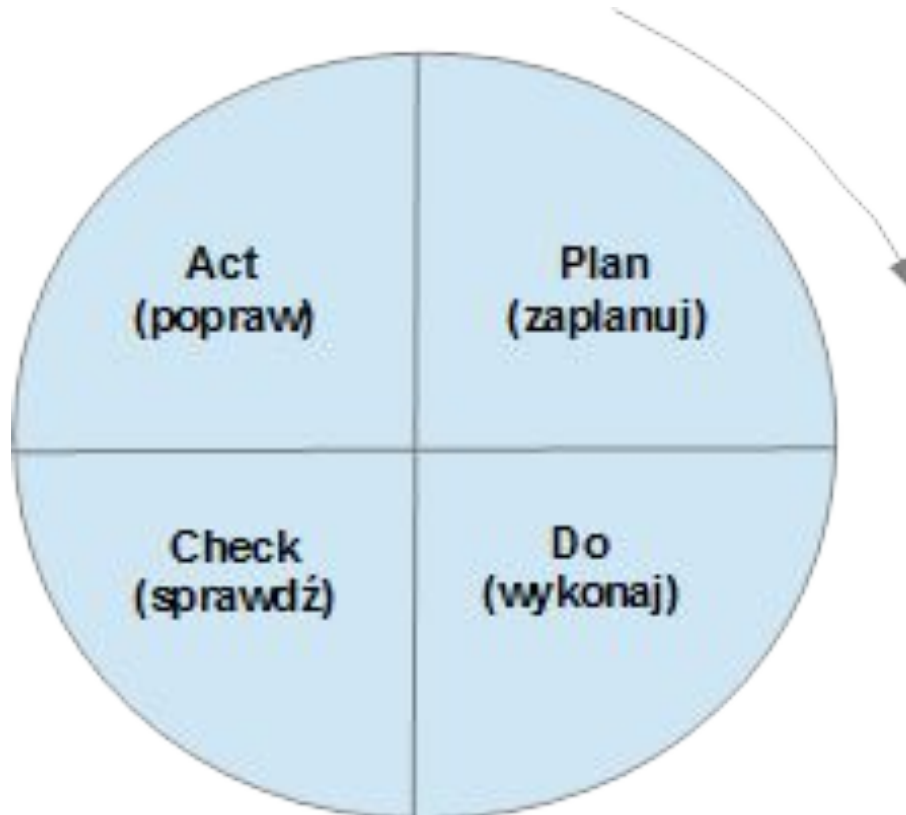 Act
(popraw)
Plan
(zaplanuj)
Check
(sprawdź)
Do
(wykonaj)